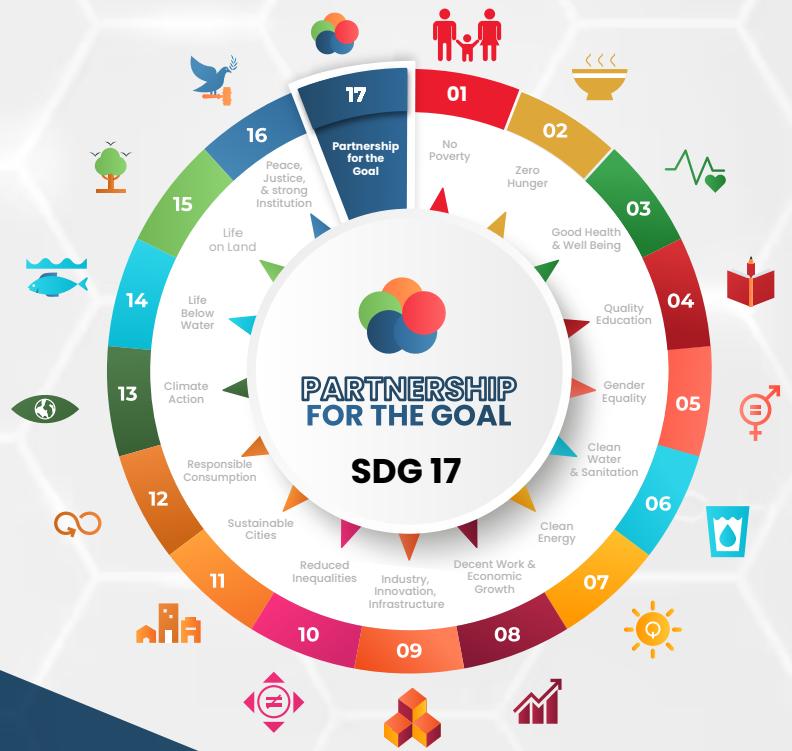 17
Partnership
for the
Goal
01
No
Poverty
02
Zero
Hunger
03
Good Health
& Well Being
04
Quality
Education
05
Gender
Equality
06
Clean
Water
& Sanitation
07
Clean
Energy
08
Decent Work &
Economic
Growth
09
Industry,
Innovation,
Infrastructure
10
Reduced
Inequalities
11
Sustainable
Cities
12
Responsible
Consumption
13
Climate
Action
14
Life
Below
Water
15
Life
on Land
16
Peace,
Justice,
& strong
Institution
PARTNERSHIP
FOR THE GOAL
SDG 17